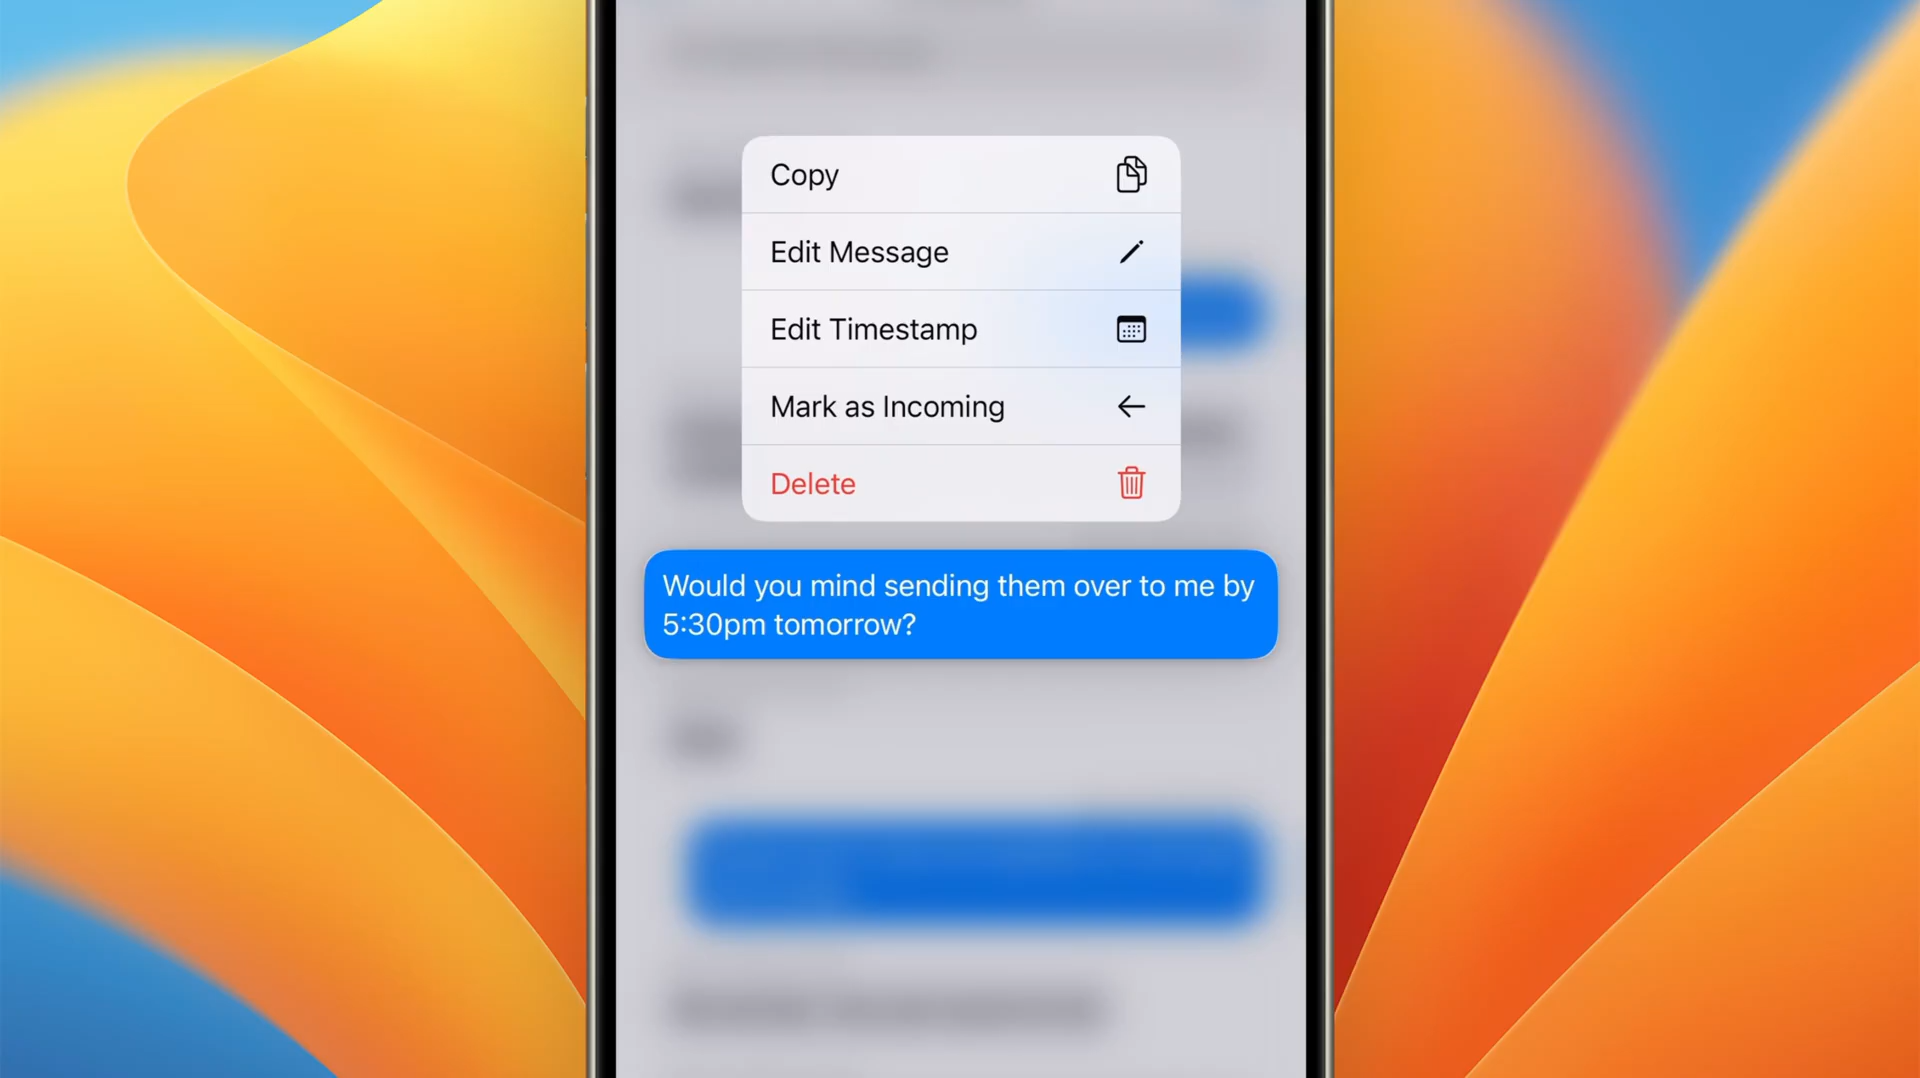 Copy
Edit Message
Edit Timestamp
Mark as Incoming
Delete
Would you mind sending them over to me by
5:30pm tomorrow?